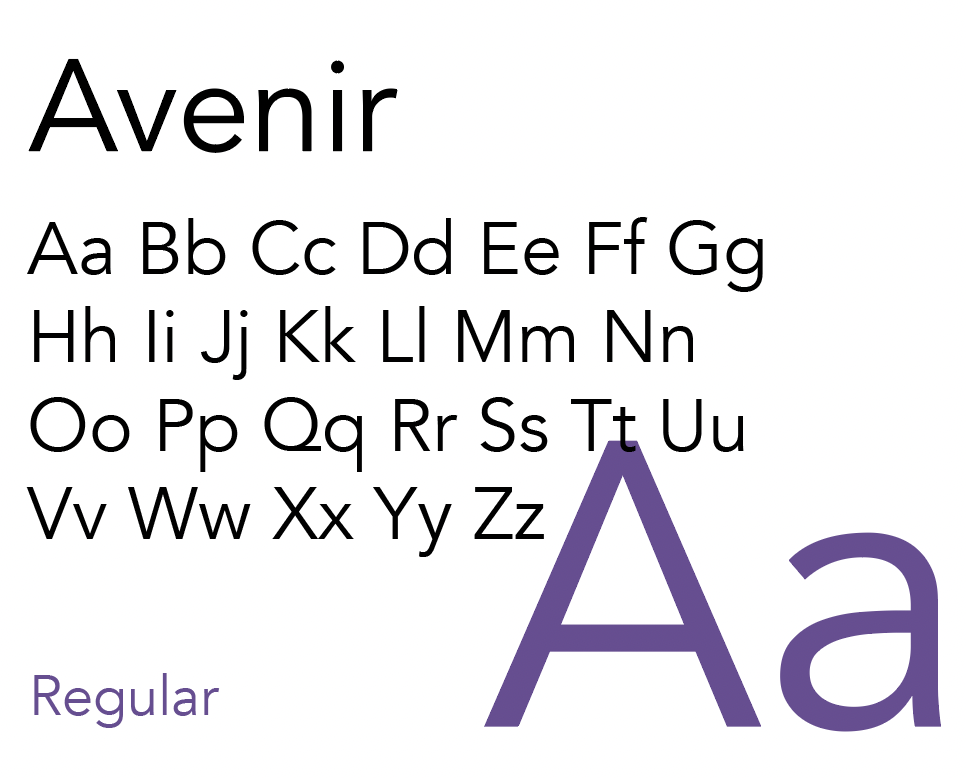 Avenir
Aa Bb Cc Dd Ee Ff Gg
Hh Ii Jj Kk Ll Mm Nn
Oo Pp Qq Rr Ss Tt Uu
Vv Ww Xx Yy Zz
Aa
Regular